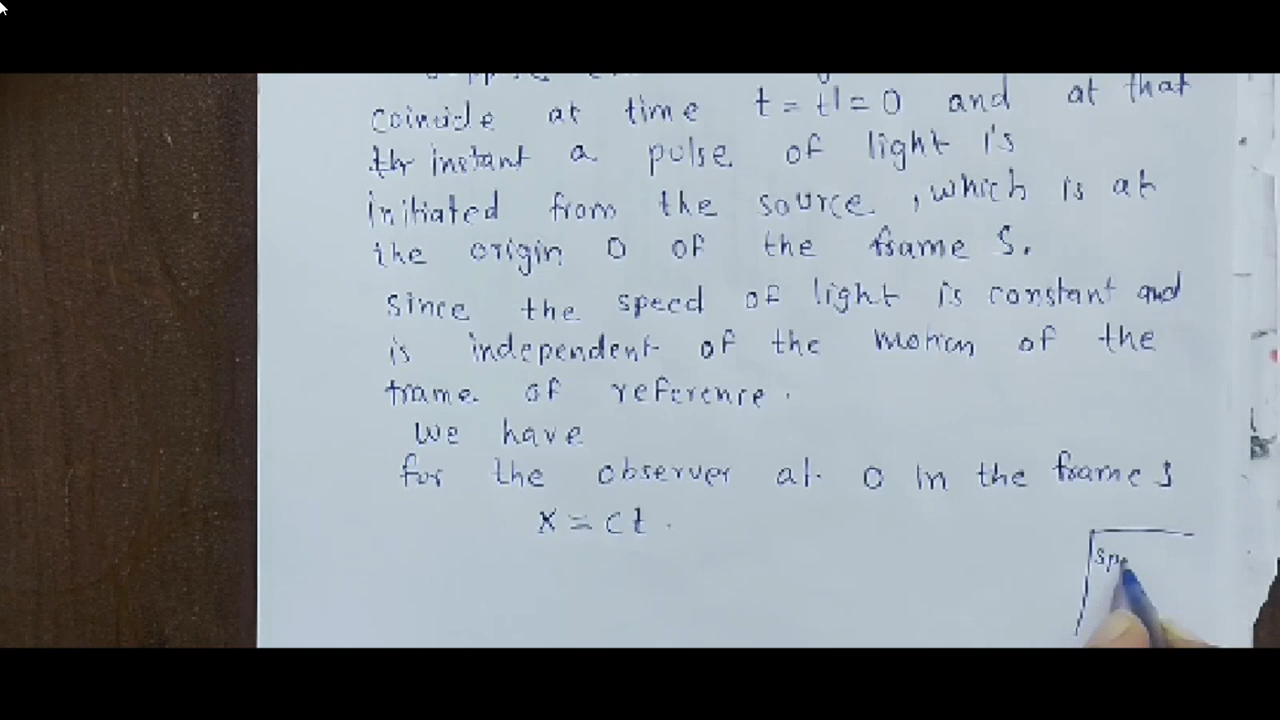 coincide at time t = t' = 0 and at that
instant a pulse of light is
initiated from the source, which is at
the origin O of the frame S.
since the speed of light is constant and
is independent of the motion of the
frame of reference.
We have
for the observer at O in the frame S
x = ct.
Spe